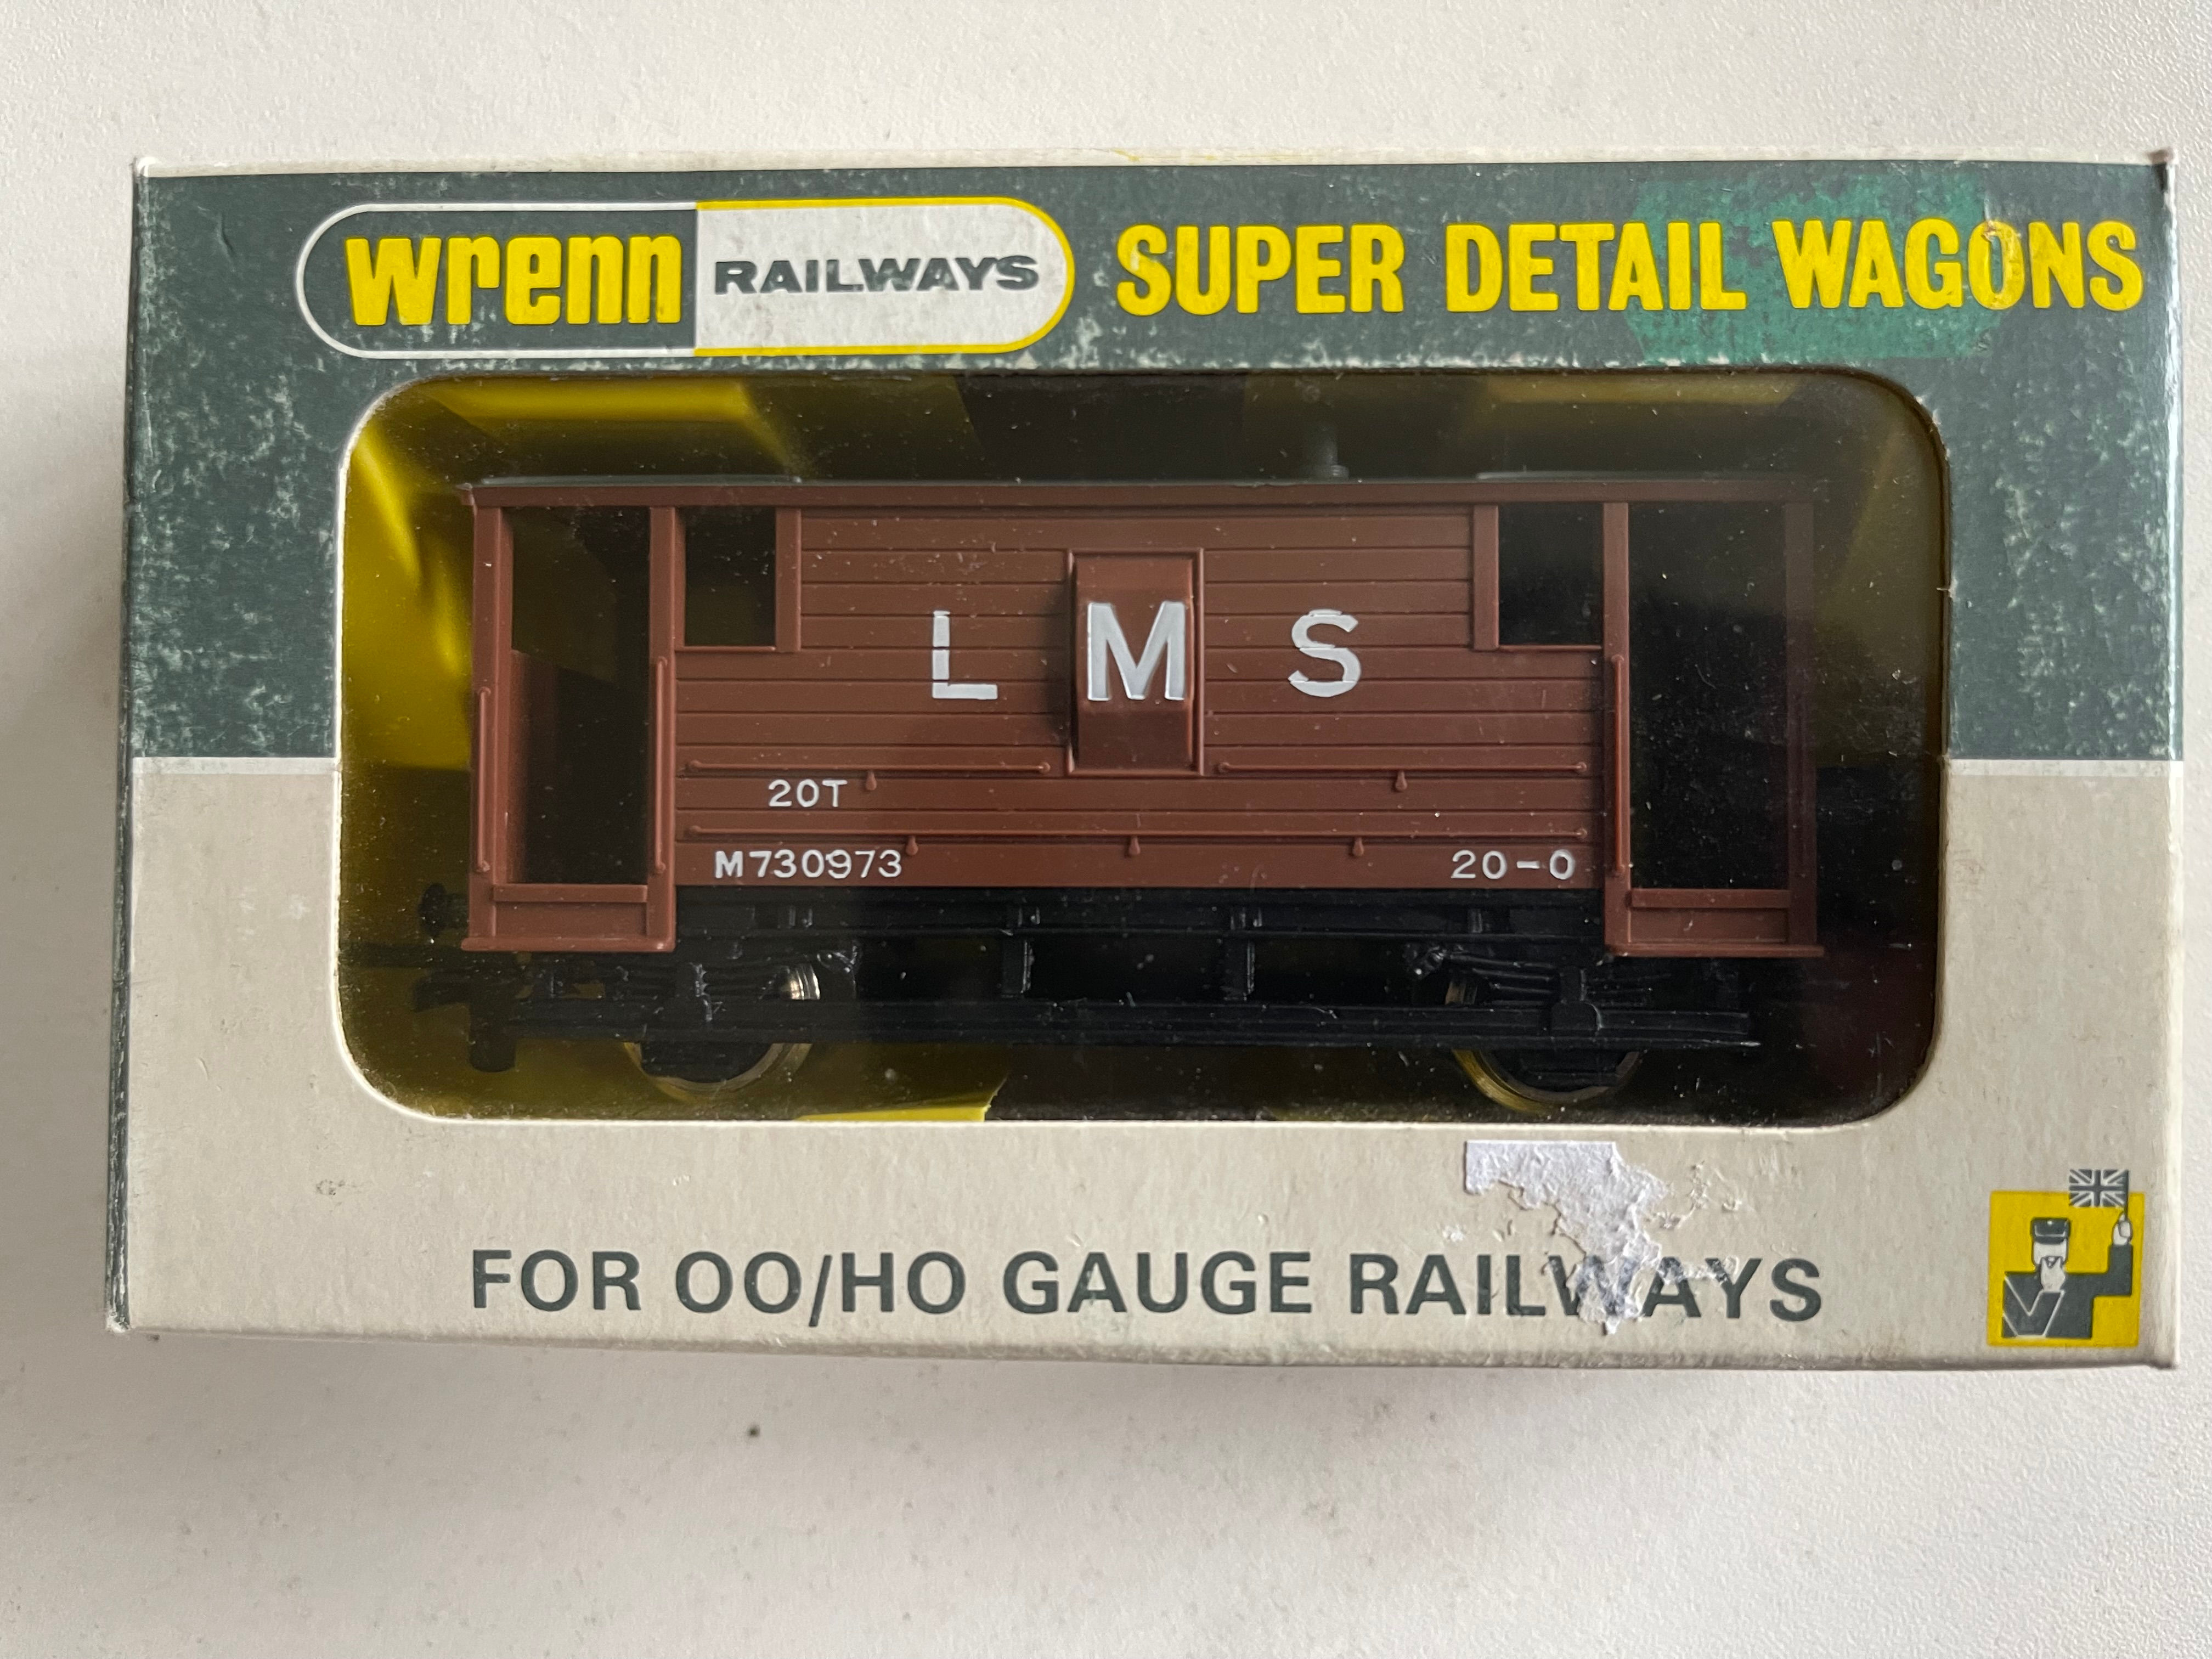 wrenn RAILWAYS SUPER DETAIL WAGONS
L M S
20T
M730973 20-0
FOR OO/HO GAUGE RAILWAYS